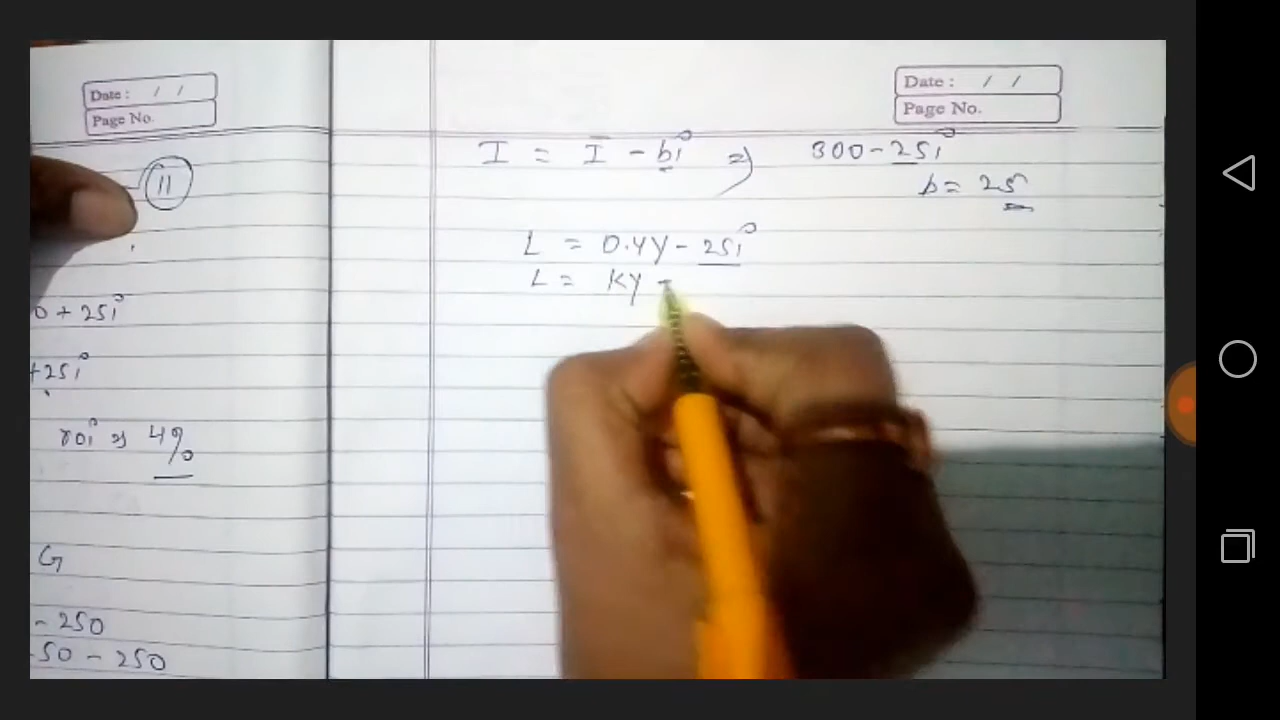 Date : / /
Page No.
11
0 + 25i
+25i
roi ⇒ 4%
G
- 250
50 - 250
Date : / /
Page No.
I = I̅ - bi ⇒ 300 - 25i
b = 25
L = 0.4Y - 25i
L = KY -